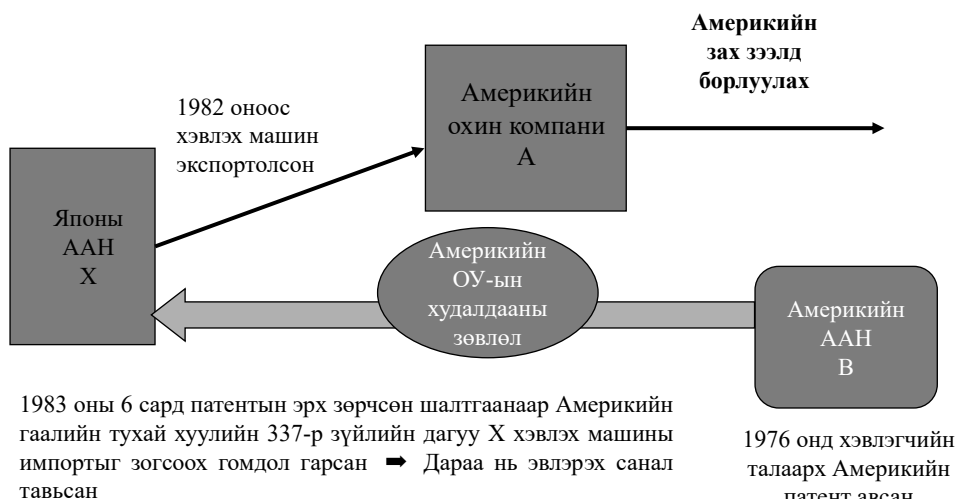 Америкийн
зах зээлд
борлуулах
1982 оноос
хэвлэх машин
экспортолсон
Америкийн
охин компани
А
Японы
ААН
X
Америкийн
ОУ-ын
худалдааны
зөвлөл
Америкийн
ААН
В
1983 оны 6 сард патентын эрх зөрчсөн шалтгаанаар Америкийн
гаалийн тухай хуулийн 337-р зүйлийн дагуу X хэвлэх машины
импортыг зогсоох гомдол гарсан ➡ Дараа нь эвлэрэх санал
тавьсан
1976 онд хэвлэгчийн
талаарх Америкийн
патент авсан